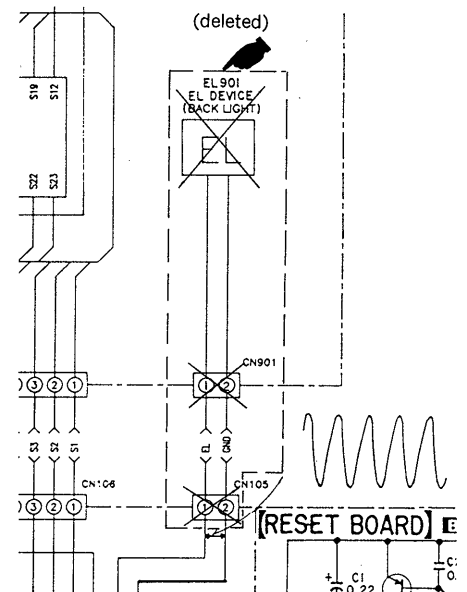 (deleted)
EL901
EL DEVICE
(BACK LIGHT)
EL
S19
S12
S22
S23
CN901
3 2 1
1 2
S3
S2
S1
EL
GND
CN106
CN105
3 2 1
1 2
【RESET BOARD】
C1
0.22